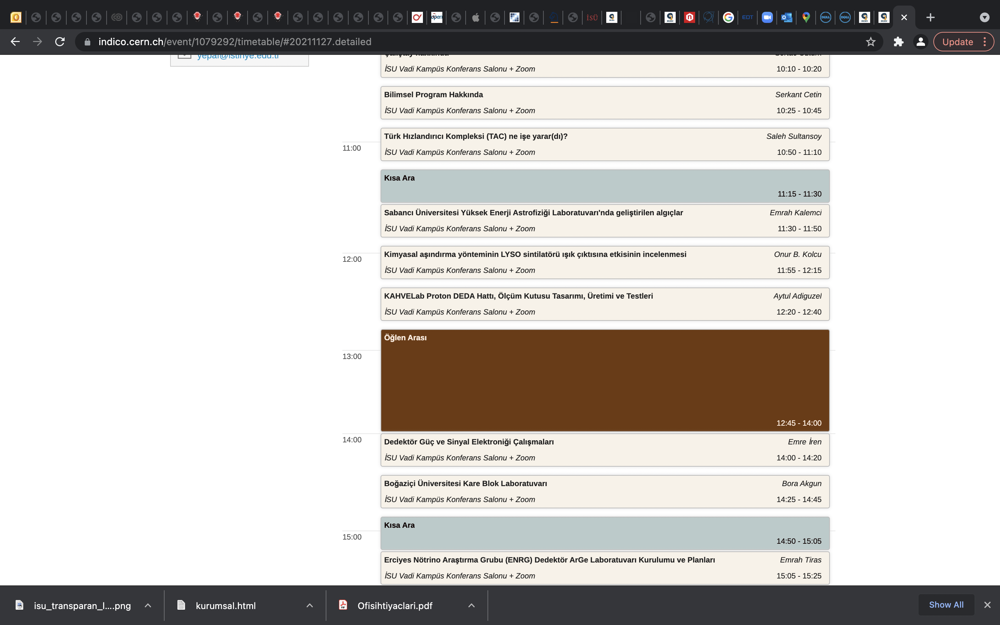 İSÜ
EDT
DELL
DELL
indico.cern.ch/event/1079292/timetable/#20211127.detailed
Update
yepal@istinye.edu.tr
Çalıştay hakkında
İSU Vadi Kampüs Konferans Salonu + Zoom
10:10 - 10:20
Bilimsel Program Hakkında
Serkant Cetin
İSU Vadi Kampüs Konferans Salonu + Zoom
10:25 - 10:45
11:00
Türk Hızlandırıcı Kompleksi (TAC) ne işe yarar(dı)?
Saleh Sultansoy
İSU Vadi Kampüs Konferans Salonu + Zoom
10:50 - 11:10
Kısa Ara
11:15 - 11:30
Sabancı Üniversitesi Yüksek Enerji Astrofiziği Laboratuvarı'nda geliştirilen algıçlar
Emrah Kalemci
İSU Vadi Kampüs Konferans Salonu + Zoom
11:30 - 11:50
12:00
Kimyasal aşındırma yönteminin LYSO sintilatörü ışık çıktısına etkisinin incelenmesi
Onur B. Kolcu
İSU Vadi Kampüs Konferans Salonu + Zoom
11:55 - 12:15
KAHVELab Proton DEDA Hattı, Ölçüm Kutusu Tasarımı, Üretimi ve Testleri
Aytul Adiguzel
İSU Vadi Kampüs Konferans Salonu + Zoom
12:20 - 12:40
Öğlen Arası
13:00
12:45 - 14:00
14:00
Dedektör Güç ve Sinyal Elektroniği Çalışmaları
Emre İren
İSU Vadi Kampüs Konferans Salonu + Zoom
14:00 - 14:20
Boğaziçi Üniversitesi Kare Blok Laboratuvarı
Bora Akgun
İSU Vadi Kampüs Konferans Salonu + Zoom
14:25 - 14:45
Kısa Ara
15:00
14:50 - 15:05
Erciyes Nötrino Araştırma Grubu (ENRG) Dedektör ArGe Laboratuvarı Kurulumu ve Planları
Emrah Tiras
İSU Vadi Kampüs Konferans Salonu + Zoom
15:05 - 15:25
isu_transparan_l....png
kurumsal.html
Ofisihtiyaclari.pdf
Show All